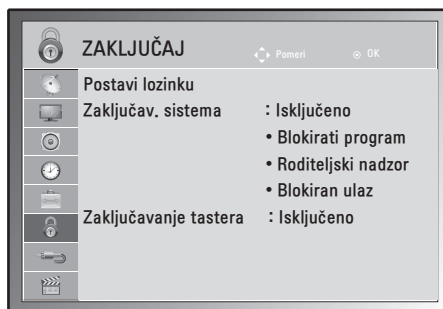 ZAKLJUČAJ Pomeri OK
Postavi lozinku
Zaključav. sistema : Isključeno
• Blokirati program
• Roditeljski nadzor
• Blokiran ulaz
Zaključavanje tastera : Isključeno